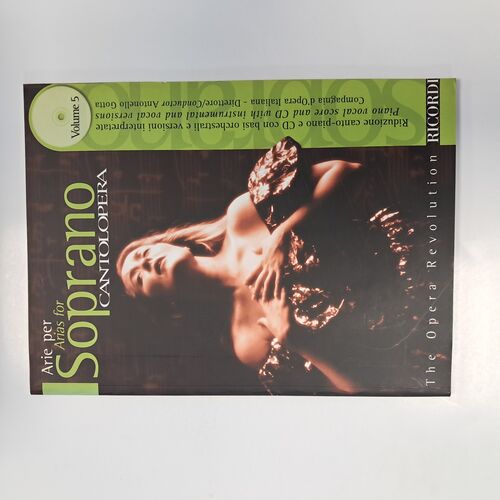 Arie per
Arias for
Soprano
CANTOLOPERA
Volume 5
Riduzione canto-piano e CD con basi orchestrali e versioni interpretate
Piano vocal score and CD with instrumental and vocal versions
Compagnia d'Opera Italiana - Direttore/Conductor Antonello Gotta
The Opera Revolution RICORDI